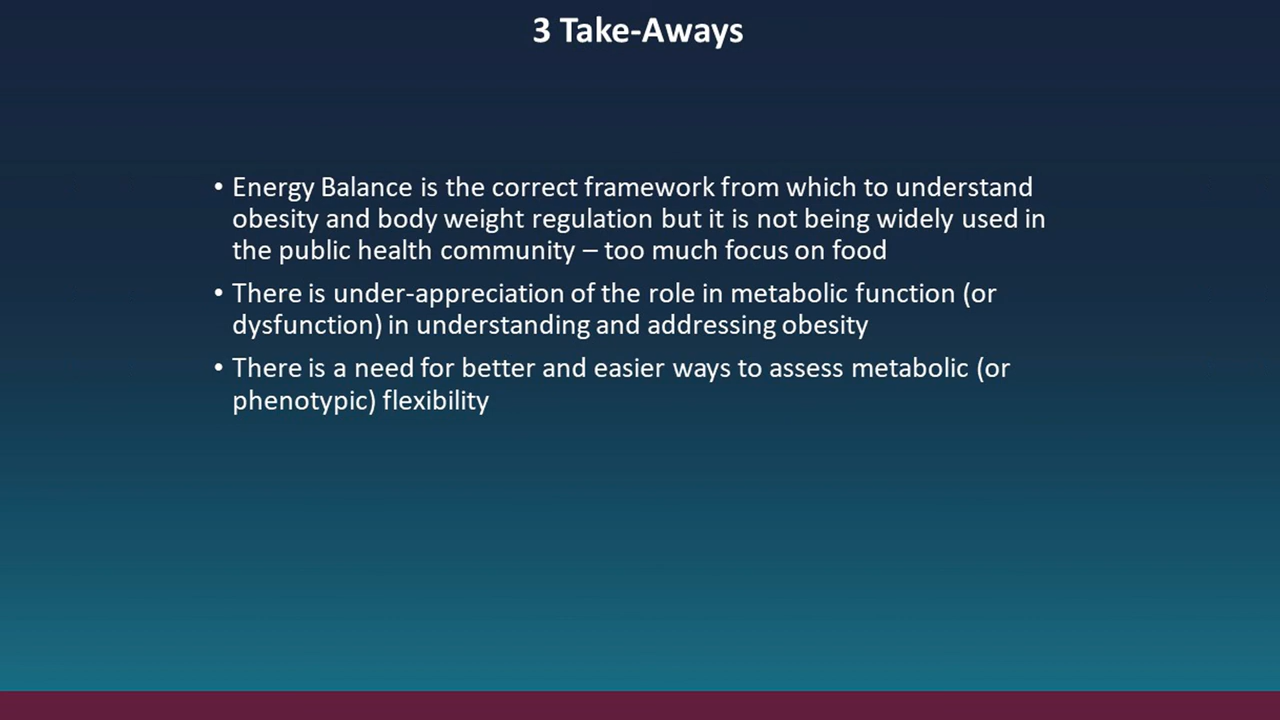 3 Take-Aways
• Energy Balance is the correct framework from which to understand
obesity and body weight regulation but it is not being widely used in
the public health community – too much focus on food
• There is under-appreciation of the role in metabolic function (or
dysfunction) in understanding and addressing obesity
• There is a need for better and easier ways to assess metabolic (or
phenotypic) flexibility